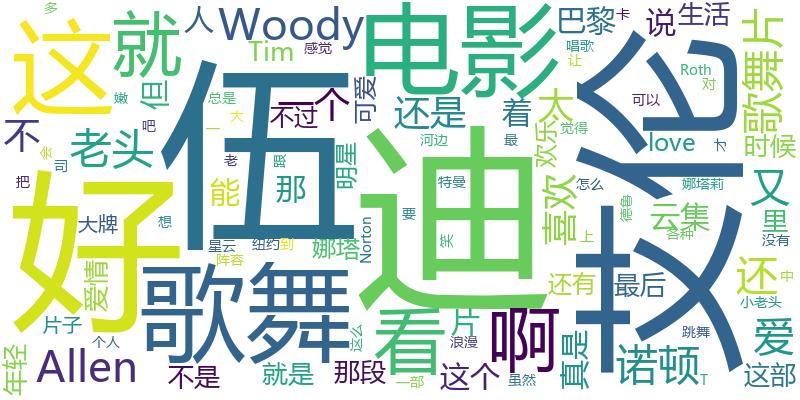 多
人
Woody
电影
巴黎
卡
说
生活
这
就
Tim
感觉
唱歌
让
片
Roth
对
伍
艾伦
歌舞
但
总是
一个
可爱
嫩
一
大
不过
还是
着
大
可以
不
吧
老头
河边
最
欢乐
觉得
love
才
时候
会
司
老
跟
明星
把
能
那
特曼
喜欢
怎么
娜塔莉
又
好
迪
要
笑
德鲁
云集
里
大牌
想
星云
纽约
到
娜塔
Norton
上
各种
没有
阵容
爱情
歌舞
还有
最后
还
中
小老头
片子
个人
看
片
啊
真是
诺顿
跳舞
爱
年轻
Allen
不是
就是
那段
这么
一部
浪漫
这个
虽然
T
这部